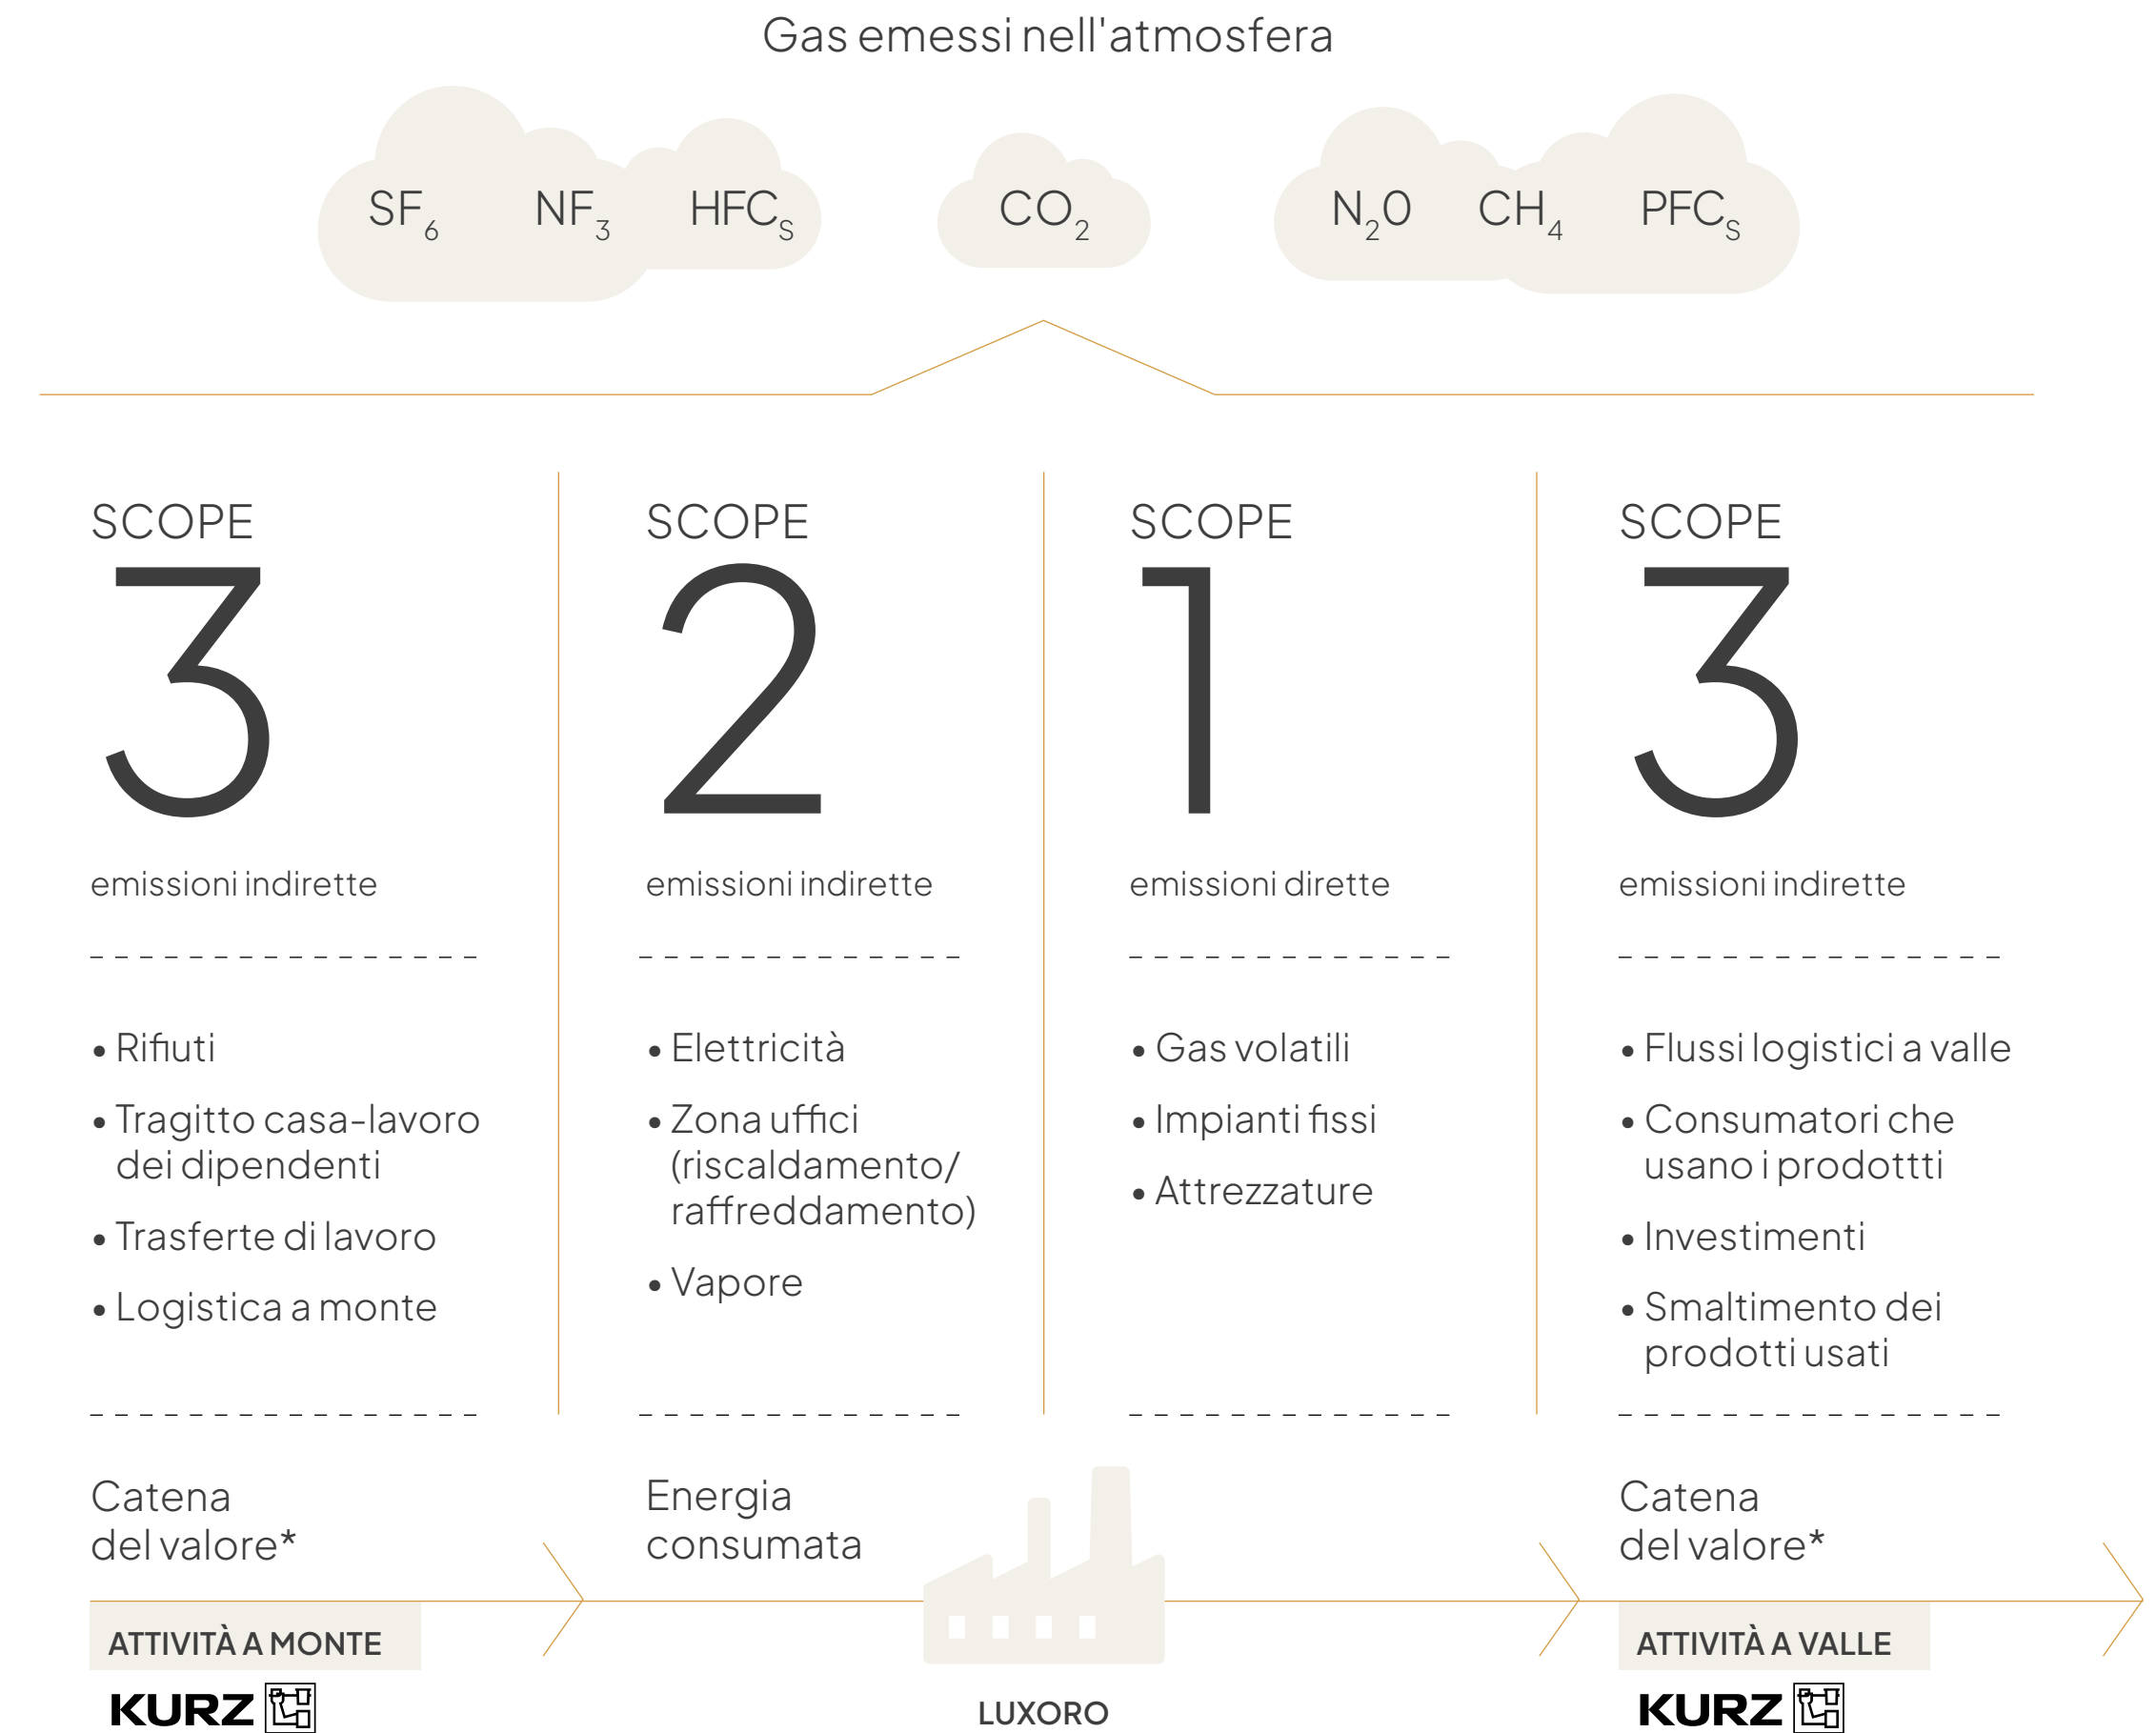 Gas emessi nell'atmosfera
SF6 NF3 HFCS CO2 N20 CH4 PFCS
SCOPE
3
emissioni indirette
• Rifiuti
• Tragitto casa-lavoro
dei dipendenti
• Trasferte di lavoro
• Logistica a monte
Catena
del valore*
ATTIVITÀ A MONTE
KURZ
SCOPE
2
emissioni indirette
• Elettricità
• Zona uffici
(riscaldamento/
raffreddamento)
• Vapore
Energia
consumata
SCOPE
1
emissioni dirette
• Gas volatili
• Impianti fissi
• Attrezzature
LUXORO
SCOPE
3
emissioni indirette
• Flussi logistici a valle
• Consumatori che
usano i prodottti
• Investimenti
• Smaltimento dei
prodotti usati
Catena
del valore*
ATTIVITÀ A VALLE
KURZ